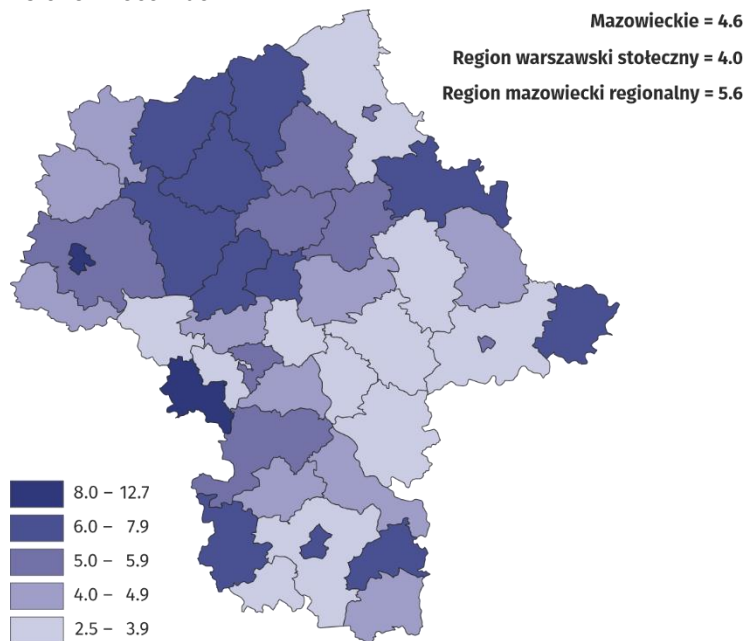 Mazowieckie = 4.6
Region warszawski stołeczny = 4.0
Region mazowiecki regionalny = 5.6
8.0 – 12.7
6.0 – 7.9
5.0 – 5.9
4.0 – 4.9
2.5 – 3.9